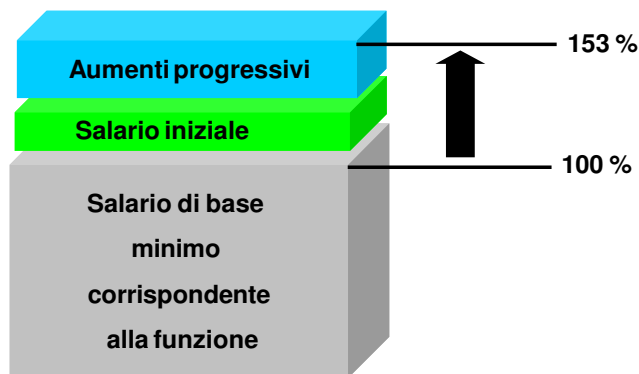 153 %
Aumenti progressivi
Salario iniziale
100 %
Salario di base
minimo
corrispondente
alla funzione